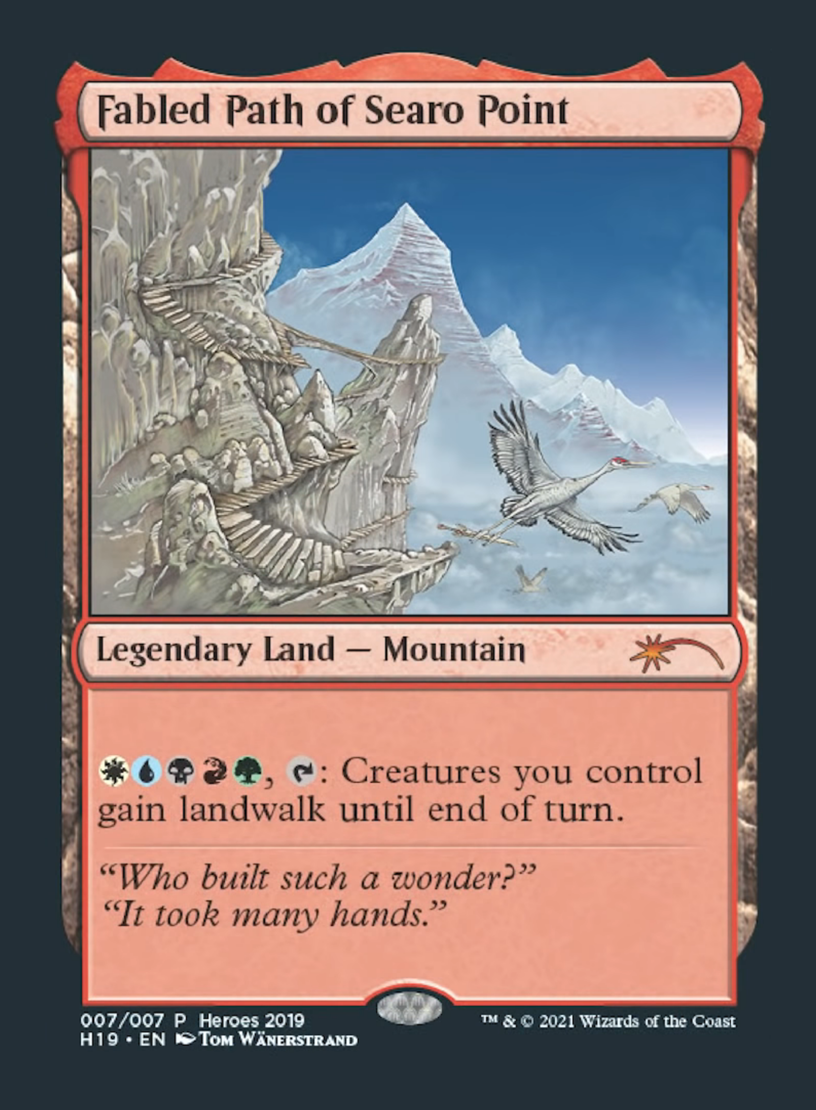 Fabled Path of Searo Point
Legendary Land — Mountain
, : Creatures you control
gain landwalk until end of turn.
“Who built such a wonder?”
“It took many hands.”
007/007 P Heroes 2019
™ & © 2021 Wizards of the Coast
H19 • EN Tom Wänerstrand